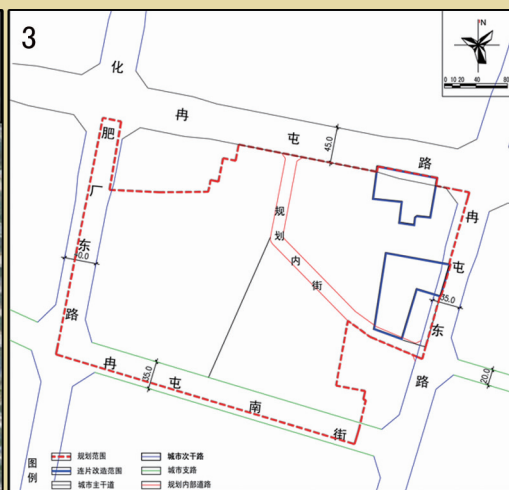 3
N
0 10 20 40 80
化肥厂东路
冉屯路
45.0
规划内街
冉屯东路
40.0
35.0
35.0
20.0
冉屯南街
图例
规划范围
城市次干路
连片改造范围
城市支路
城市主干道
规划内部道路